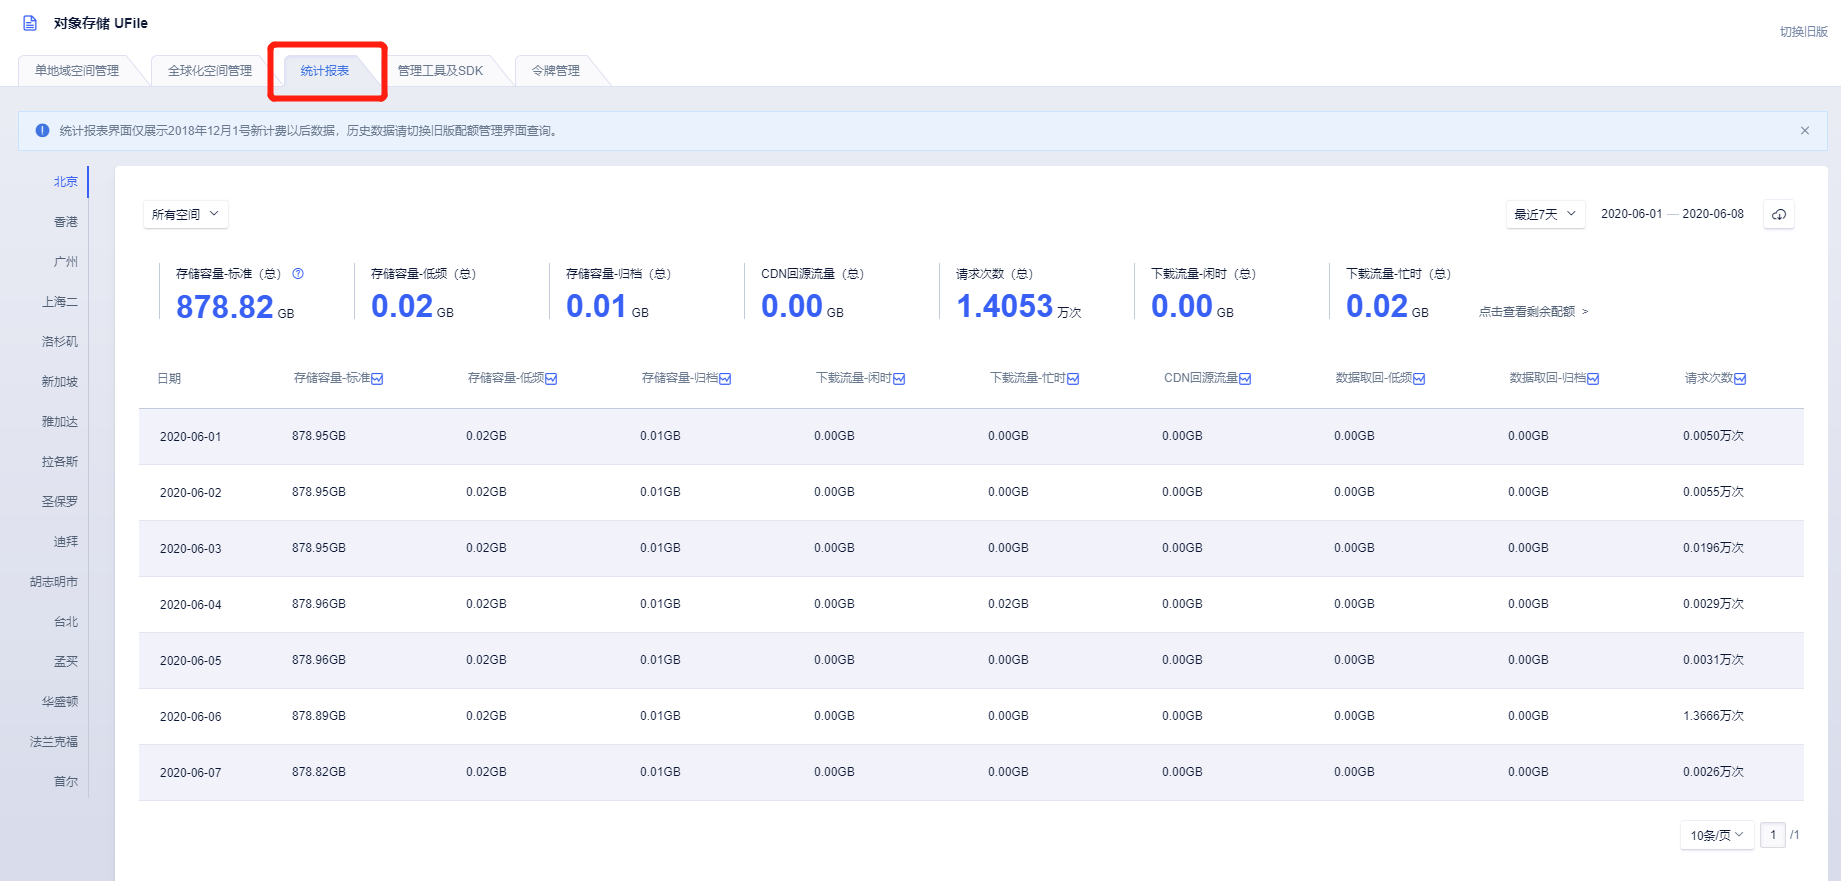 对象存储 UFile
切换旧版
单地域空间管理 全球化空间管理 统计报表 管理工具及SDK 令牌管理
统计报表界面仅展示2018年12月1号新计费以后数据，历史数据请切换旧版配额管理界面查询。
北京
香港
广州
上海二
洛杉矶
新加坡
雅加达
拉各斯
圣保罗
迪拜
胡志明市
台北
孟买
华盛顿
法兰克福
首尔
所有空间 最近7天 2020-06-01 — 2020-06-08
存储容量-标准（总） 存储容量-低频（总） 存储容量-归档（总） CDN回源流量（总） 请求次数（总） 下载流量-闲时（总） 下载流量-忙时（总）
878.82 GB 0.02 GB 0.01 GB 0.00 GB 1.4053 万次 0.00 GB 0.02 GB 点击查看剩余配额 >
日期 存储容量-标准 存储容量-低频 存储容量-归档 下载流量-闲时 下载流量-忙时 CDN回源流量 数据取回-低频 数据取回-归档 请求次数
2020-06-01 878.95GB 0.02GB 0.01GB 0.00GB 0.00GB 0.00GB 0.00GB 0.00GB 0.0050万次
2020-06-02 878.95GB 0.02GB 0.01GB 0.00GB 0.00GB 0.00GB 0.00GB 0.00GB 0.0055万次
2020-06-03 878.95GB 0.02GB 0.01GB 0.00GB 0.00GB 0.00GB 0.00GB 0.00GB 0.0196万次
2020-06-04 878.96GB 0.02GB 0.01GB 0.00GB 0.02GB 0.00GB 0.00GB 0.00GB 0.0029万次
2020-06-05 878.96GB 0.02GB 0.01GB 0.00GB 0.00GB 0.00GB 0.00GB 0.00GB 0.0031万次
2020-06-06 878.89GB 0.02GB 0.01GB 0.00GB 0.00GB 0.00GB 0.00GB 0.00GB 1.3666万次
2020-06-07 878.82GB 0.02GB 0.01GB 0.00GB 0.00GB 0.00GB 0.00GB 0.00GB 0.0026万次
10条/页 1 /1